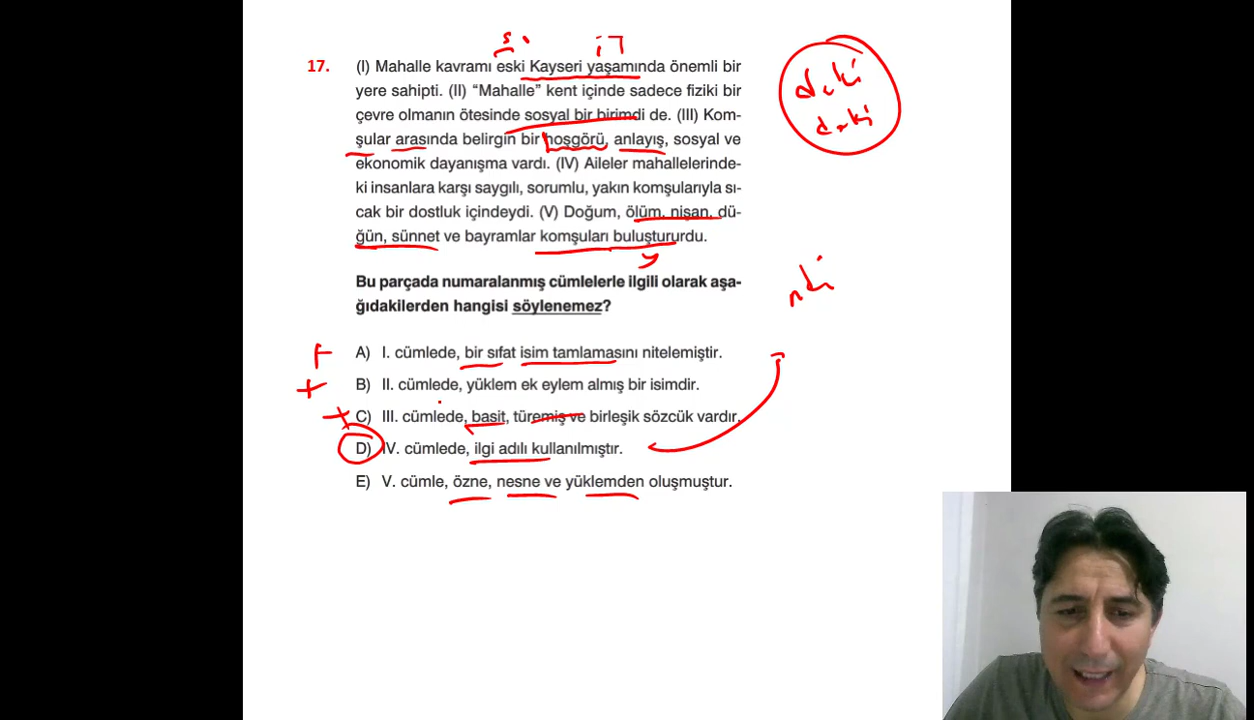 s.
iT
17. (I) Mahalle kavramı eski Kayseri yaşamında önemli bir
yere sahipti. (II) “Mahalle” kent içinde sadece fiziki bir
çevre olmanın ötesinde sosyal bir birimdi de. (III) Kom-
şular arasında belirgin bir hoşgörü, anlayış, sosyal ve
ekonomik dayanışma vardı. (IV) Aileler mahallelerinde-
ki insanlara karşı saygılı, sorumlu, yakın komşularıyla sı-
cak bir dostluk içindeydi. (V) Doğum, ölüm, nişan, dü-
ğün, sünnet ve bayramlar komşuları buluştururdu.
y
Bu parçada numaralanmış cümlelerle ilgili olarak aşa-
ğıdakilerden hangisi söylenemez?
A) I. cümlede, bir sıfat isim tamlamasını nitelemiştir.
B) II. cümlede, yüklem ek eylem almış bir isimdir.
C) III. cümlede, basit, türemiş ve birleşik sözcük vardır.
D) IV. cümlede, ilgi adılı kullanılmıştır.
E) V. cümle, özne, nesne ve yüklemden oluşmuştur.
daki